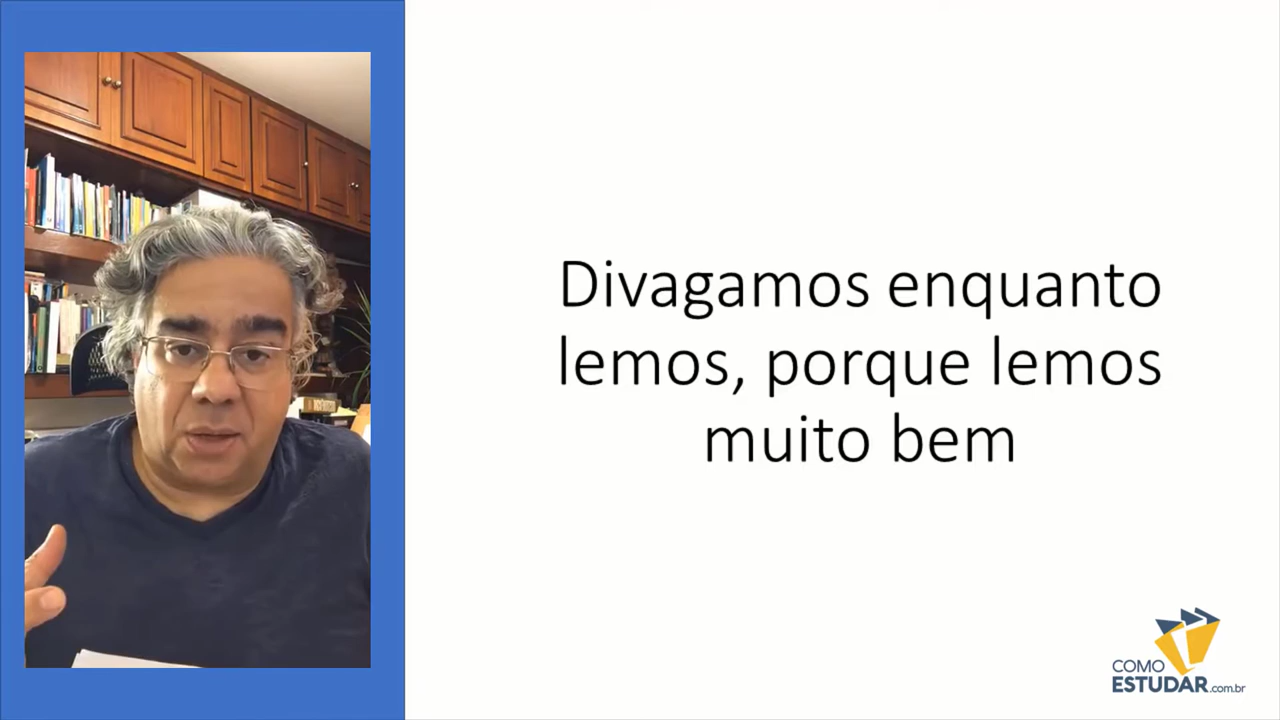 Divagamos enquanto
lemos, porque lemos
muito bem
COMO
ESTUDAR.com.br